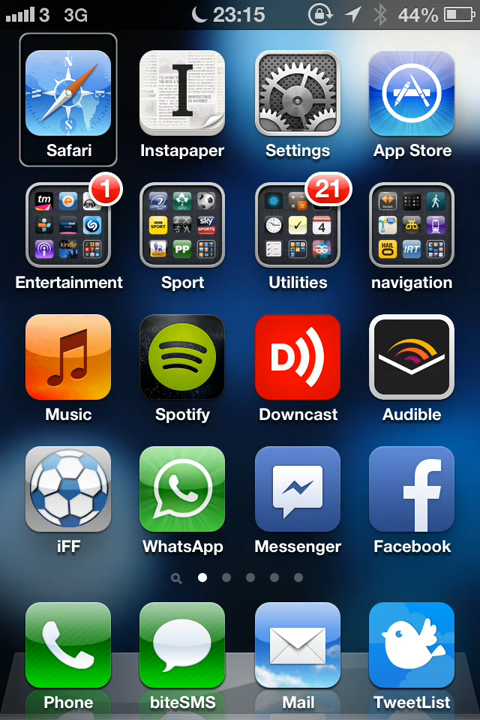 3 3G 23:15 44%
Safari Instapaper Settings App Store
1 21
Entertainment Sport Utilities navigation
Music Spotify Downcast Audible
iFF WhatsApp Messenger Facebook
Phone biteSMS Mail TweetList